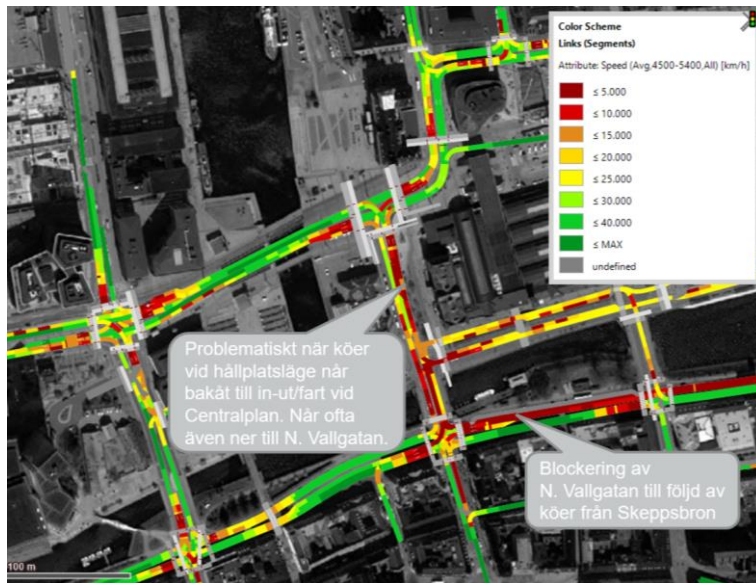 Color Scheme
Links (Segments)
Attribute: Speed (Avg,4500-5400,All) [km/h]
≤ 5.000
≤ 10.000
≤ 15.000
≤ 20.000
≤ 25.000
≤ 30.000
≤ 40.000
≤ MAX
undefined
Problematiskt när köer
vid hållplatsläge når
bakåt till in-ut/fart vid
Centralplan. Når ofta
även ner till N. Vallgatan.
Blockering av
N. Vallgatan till följd av
köer från Skeppsbron
100 m